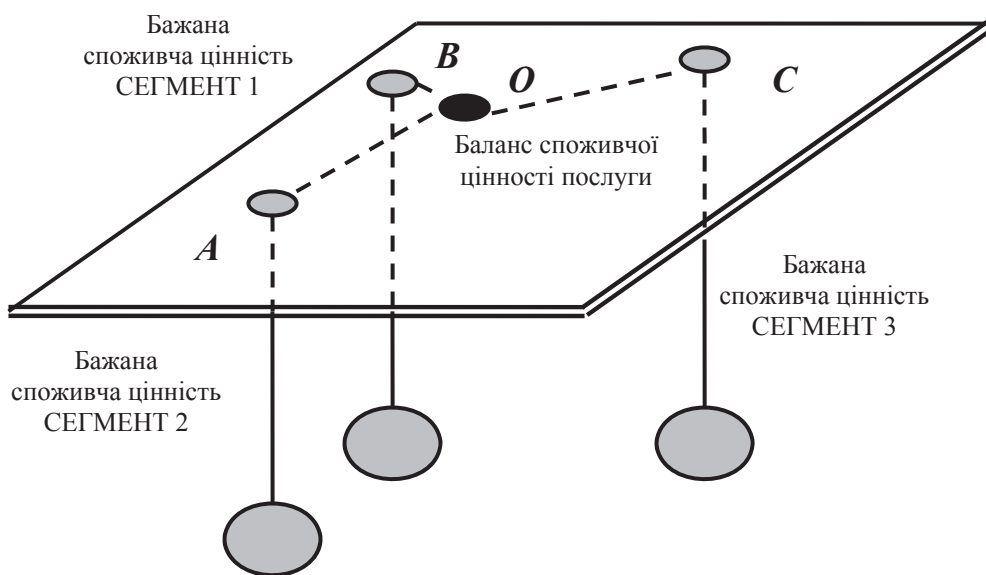 Бажана
споживча цінність
СЕГМЕНТ 1
B
O
C
Баланс споживчої
цінності послуги
A
Бажана
споживча цінність
СЕГМЕНТ 3
Бажана
споживча цінність
СЕГМЕНТ 2